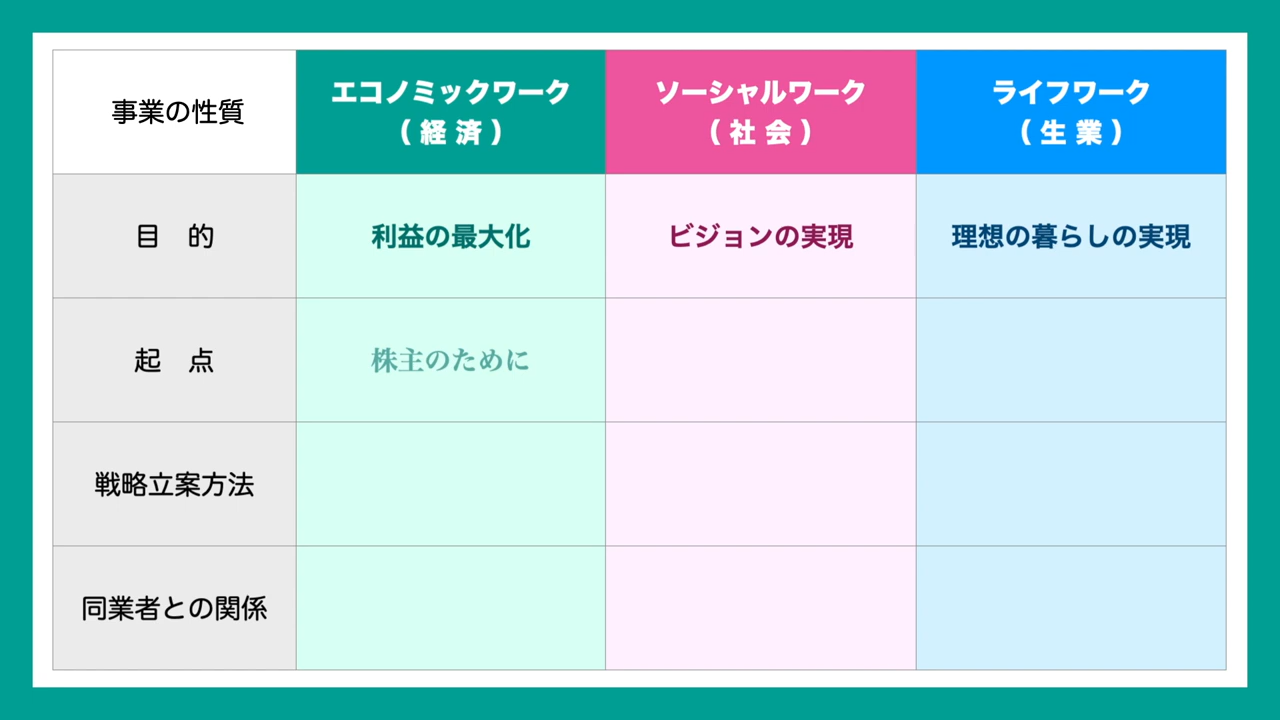 事業の性質
エコノミックワーク
（経済）
ソーシャルワーク
（社会）
ライフワーク
（生業）
目　的
利益の最大化
ビジョンの実現
理想の暮らしの実現
起　点
株主のために
戦略立案方法
同業者との関係